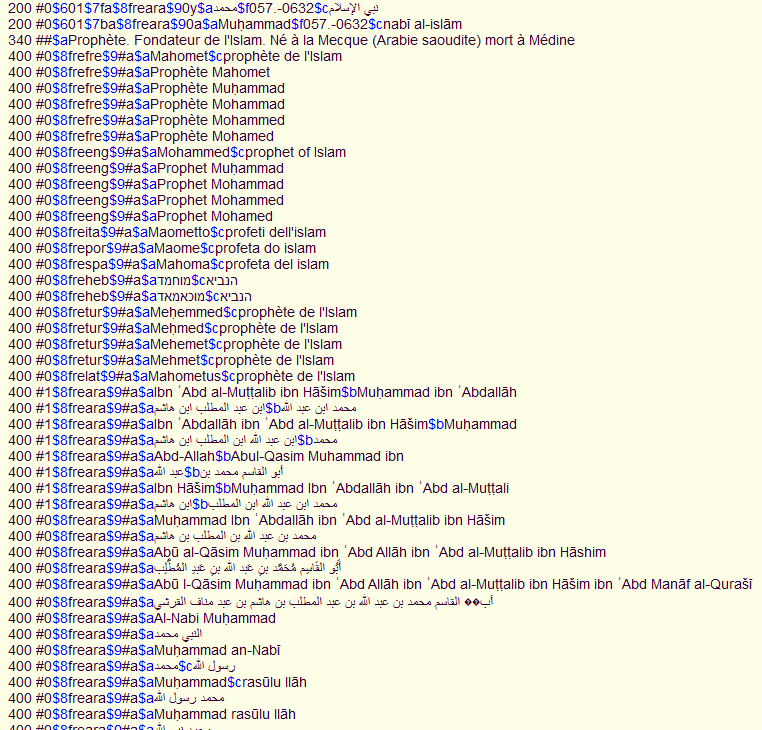 200 #0$601$7fa$8freara$90y$aمحمد$f057.-0632$cنبي الإسلام
200 #0$601$7ba$8freara$90a$aMuḥammad$f057.-0632$cnabī al-islām
340 ##$aProphète. Fondateur de l'Islam. Né à la Mecque (Arabie saoudite) mort à Médine
400 #0$8frefre$9#a$aMahomet$cprophète de l'Islam
400 #0$8frefre$9#a$aProphète Mahomet
400 #0$8frefre$9#a$aProphète Muḥammad
400 #0$8frefre$9#a$aProphète Mohammad
400 #0$8frefre$9#a$aProphète Mohammed
400 #0$8frefre$9#a$aProphète Mohamed
400 #0$8freeng$9#a$aMohammed$cprophet of Islam
400 #0$8freeng$9#a$aProphet Muḥammad
400 #0$8freeng$9#a$aProphet Mohammad
400 #0$8freeng$9#a$aProphet Mohammed
400 #0$8freeng$9#a$aProphet Mohamed
400 #0$8freita$9#a$aMaometto$cprofeti dell'islam
400 #0$8frepor$9#a$aMaome$cprofeta do islam
400 #0$8frespa$9#a$aMahoma$cprofeta del islam
400 #0$8freheb$9#a$aמוחמד$cהנביא
400 #0$8freheb$9#a$aמוכאמאד$cהנביא
400 #0$8fretur$9#a$aMeḥemmed$cprophète de l'Islam
400 #0$8fretur$9#a$aMeḥmed$cprophète de l'Islam
400 #0$8fretur$9#a$aMehemet$cprophète de l'Islam
400 #0$8fretur$9#a$aMehmet$cprophète de l'Islam
400 #0$8frelat$9#a$aMahometus$cprophète de l'Islam
400 #1$8freara$9#a$aIbn ʿAbd al-Muṭṭalib ibn Hāšim$bMuḥammad ibn ʿAbdallāh
400 #1$8freara$9#a$aابن عبد المطلب ابن هاشم$bمحمد ابن عبد الله
400 #1$8freara$9#a$aIbn ʿAbdallāh ibn ʿAbd al-Muṭṭalib ibn Hāšim$bMuḥammad
400 #1$8freara$9#a$aابن عبد الله ابن المطلب ابن هاشم$bمحمد
400 #1$8freara$9#a$aAbd-Allah$bAbul-Qasim Muhammad ibn
400 #1$8freara$9#a$aعبد الله$bأبو القاسم محمد بن
400 #1$8freara$9#a$aIbn Hāšim$bMuḥammad Ibn ʿAbdallāh ibn ʿAbd al-Muṭṭali
400 #1$8freara$9#a$aابن هاشم$bمحمد ابن عبد الله ابن المطلب
400 #0$8freara$9#a$aMuḥammad Ibn ʿAbdallāh ibn ʿAbd al-Muṭṭalib ibn Hāšim
400 #0$8freara$9#a$aمحمد بن عبد الله بن المطلب بن هاشم
400 #0$8freara$9#a$aAbū al-Qāsim Muḥammad ibn ʿAbd Allāh ibn ʿAbd al-Muṭṭalib ibn Hāshim
400 #0$8freara$9#a$aأَبُو القَاسِم مُحَمَّد بنِ عَبد الله بنِ عَبدِ المُطَّلِب
400 #0$8freara$9#a$aAbū l-Qāsim Muḥammad ibn ʿAbd Allāh ibn ʿAbd al-Muṭṭalib ibn Hāšim ibn ʿAbd Manāf al-Qurašī
400 #0$8freara$9#a$aأب�� القاسم محمد بن عبد الله بن عبد المطلب بن هاشم بن عبد مناف القرشي
400 #0$8freara$9#a$aAl-Nabi Muḥammad
400 #0$8freara$9#a$aالنبي محمد
400 #0$8freara$9#a$aMuḥammad an-Nabī
400 #0$8freara$9#a$aمحمد$cرسول الله
400 #0$8freara$9#a$aMuḥammad$crasūlu llāh
400 #0$8freara$9#a$aمحمد رسول الله
400 #0$8freara$9#a$aMuḥammad rasūlu llāh
400 #0$8freara$9#a$a